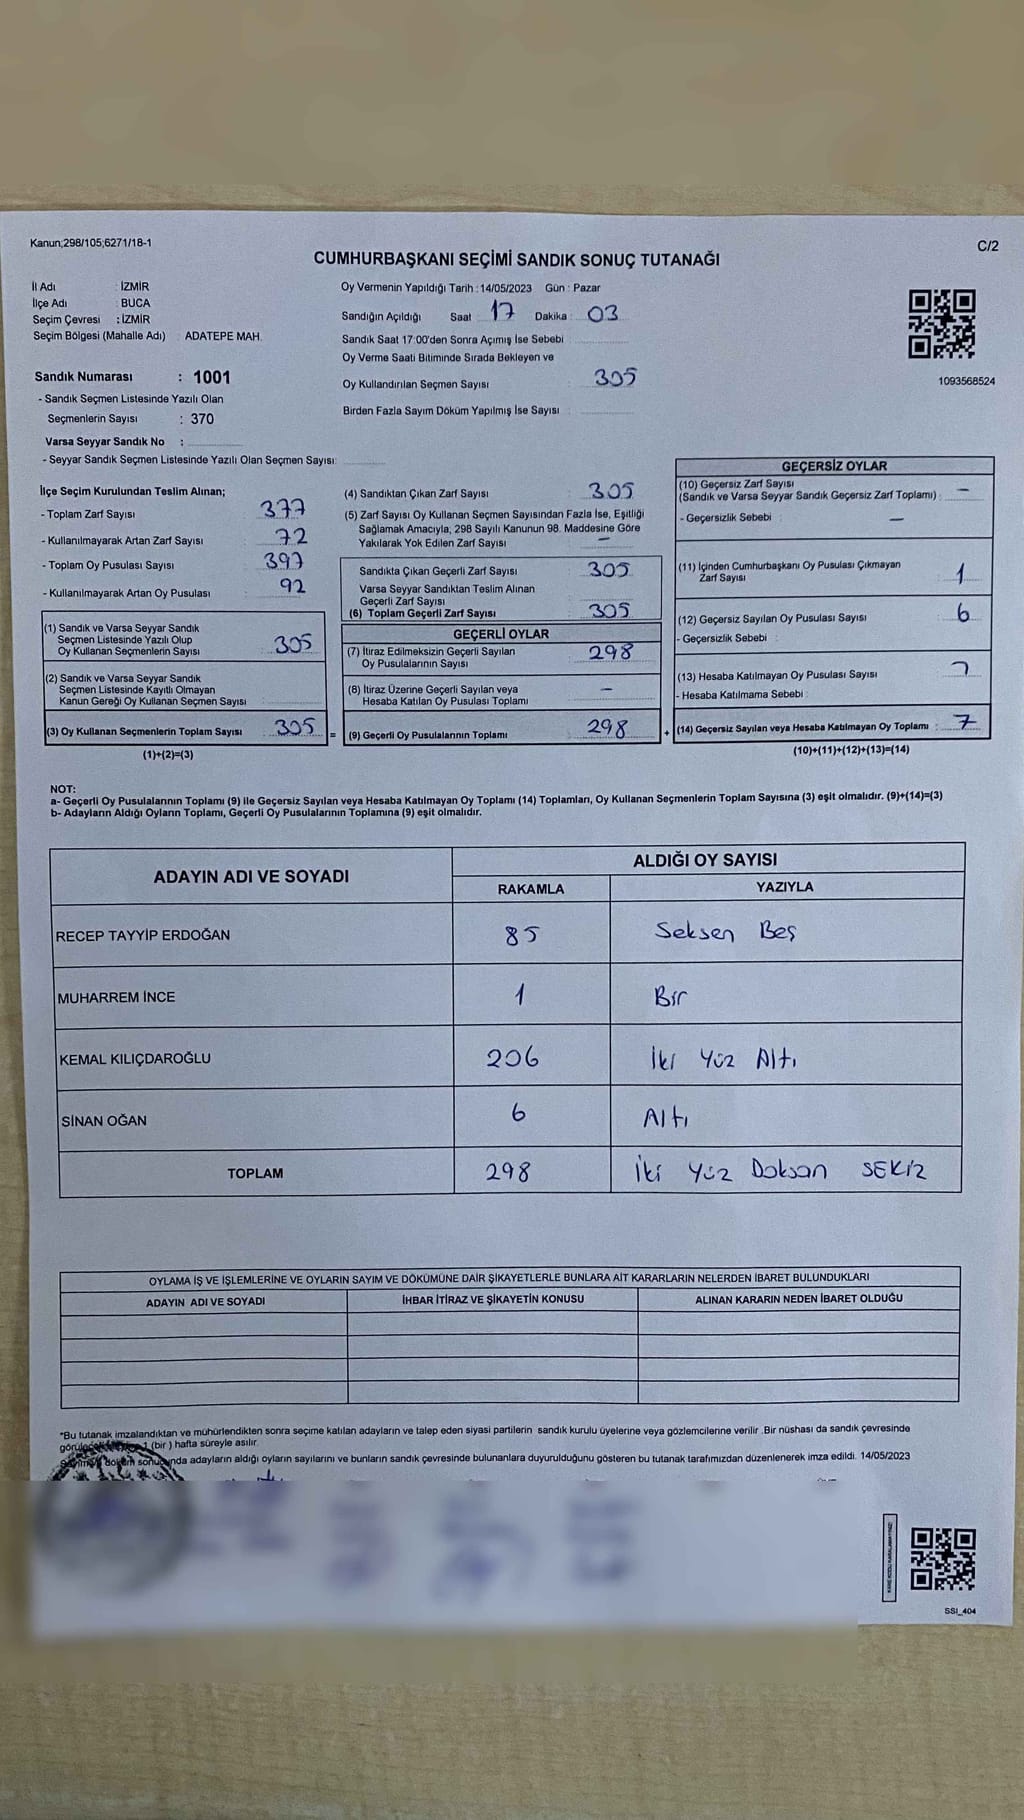 Kanun;298/105;6271/18-1
C/2
CUMHURBAŞKANI SEÇİMİ SANDIK SONUÇ TUTANAĞI
İl Adı : İZMİR
İlçe Adı : BUCA
Seçim Çevresi : İZMİR
Seçim Bölgesi (Mahalle Adı) : ADATEPE MAH.
Sandık Numarası : 1001
- Sandık Seçmen Listesinde Yazılı Olan
Seçmenlerin Sayısı : 370
Varsa Seyyar Sandık No :
- Seyyar Sandık Seçmen Listesinde Yazılı Olan Seçmen Sayısı:
Oy Vermenin Yapıldığı Tarih : 14/05/2023 Gün : Pazar
Sandığın Açıldığı Saat : 17 Dakika : 03
Sandık Saat 17:00'den Sonra Açımış İse Sebebi :
Oy Verme Saati Bitiminde Sırada Bekleyen ve
Oy Kullandırılan Seçmen Sayısı : 305
Birden Fazla Sayım Döküm Yapılmış İse Sayısı :
1093568524
İlçe Seçim Kurulundan Teslim Alınan;
- Toplam Zarf Sayısı : 377
- Kullanılmayarak Artan Zarf Sayısı : 72
- Toplam Oy Pusulası Sayısı : 397
- Kullanılmayarak Artan Oy Pusulası : 92
(1) Sandık ve Varsa Seyyar Sandık
Seçmen Listesinde Yazılı Olup
Oy Kullanan Seçmenlerin Sayısı : 305
(2) Sandık ve Varsa Seyyar Sandık
Seçmen Listesinde Kayıtlı Olmayan
Kanun Gereği Oy Kullanan Seçmen Sayısı
(3) Oy Kullanan Seçmenlerin Toplam Sayısı : 305
(1)+(2)=(3)
(4) Sandıktan Çıkan Zarf Sayısı : 305
(5) Zarf Sayısı Oy Kullanan Seçmen Sayısından Fazla İse, Eşitliği
Sağlamak Amacıyla, 298 Sayılı Kanunun 98. Maddesine Göre
Yakılarak Yok Edilen Zarf Sayısı : -
Sandıkta Çıkan Geçerli Zarf Sayısı : 305
Varsa Seyyar Sandıktan Teslim Alınan
Geçerli Zarf Sayısı
(6) Toplam Geçerli Zarf Sayısı : 305
GEÇERLİ OYLAR
(7) İtiraz Edilmeksizin Geçerli Sayılan
Oy Pusulalarının Sayısı : 298
(8) İtiraz Üzerine Geçerli Sayılan veya
Hesaba Katılan Oy Pusulası Toplamı : -
= (9) Geçerli Oy Pusulalarının Toplamı : 298
GEÇERSİZ OYLAR
(10) Geçersiz Zarf Sayısı
(Sandık ve Varsa Seyyar Sandık Geçersiz Zarf Toplamı) : -
- Geçersizlik Sebebi : -
(11) İçinden Cumhurbaşkanı Oy Pusulası Çıkmayan
Zarf Sayısı : 1
(12) Geçersiz Sayılan Oy Pusulası Sayısı : 6
- Geçersizlik Sebebi :
(13) Hesaba Katılmayan Oy Pusulası Sayısı :
- Hesaba Katılmama Sebebi :
+ (14) Geçersiz Sayılan veya Hesaba Katılmayan Oy Toplamı : 7
(10)+(11)+(12)+(13)=(14)
NOT:
a- Geçerli Oy Pusulalarının Toplamı (9) ile Geçersiz Sayılan veya Hesaba Katılmayan Oy Toplamı (14) Toplamları, Oy Kullanan Seçmenlerin Toplam Sayısına (3) eşit olmalıdır. (9)+(14)=(3)
b- Adayların Aldığı Oyların Toplamı, Geçerli Oy Pusulalarının Toplamına (9) eşit olmalıdır.
ADAYIN ADI VE SOYADI ALDIĞI OY SAYISI
RAKAMLA YAZIYLA
RECEP TAYYİP ERDOĞAN 85 Seksen Beş
MUHARREM İNCE 1 Bir
KEMAL KILIÇDAROĞLU 206 İki Yüz Altı
SİNAN OĞAN 6 Altı
TOPLAM 298 İki Yüz Doksan SEKİZ
OYLAMA İŞ VE İŞLEMLERİNE VE OYLARIN SAYIM VE DÖKÜMÜNE DAİR ŞİKAYETLERLE BUNLARA AİT KARARLARIN NELERDEN İBARET BULUNDUKLARI
ADAYIN ADI VE SOYADI İHBAR İTİRAZ VE ŞİKAYETİN KONUSU ALINAN KARARIN NEDEN İBARET OLDUĞU
*Bu tutanak imzalandıktan ve mühürlendikten sonra seçime katılan adayların ve talep eden siyasi partilerin sandık kurulu üyelerine veya gözlemcilerine verilir .Bir nüshası da sandık çevresinde
1 (bir ) hafta süreyle asılır.
döküm sonucunda adayların aldığı oyların sayılarını ve bunların sandık çevresinde bulunanlara duyurulduğunu gösteren bu tutanak tarafımızdan düzenlenerek imza edildi. 14/05/2023
SSI_404